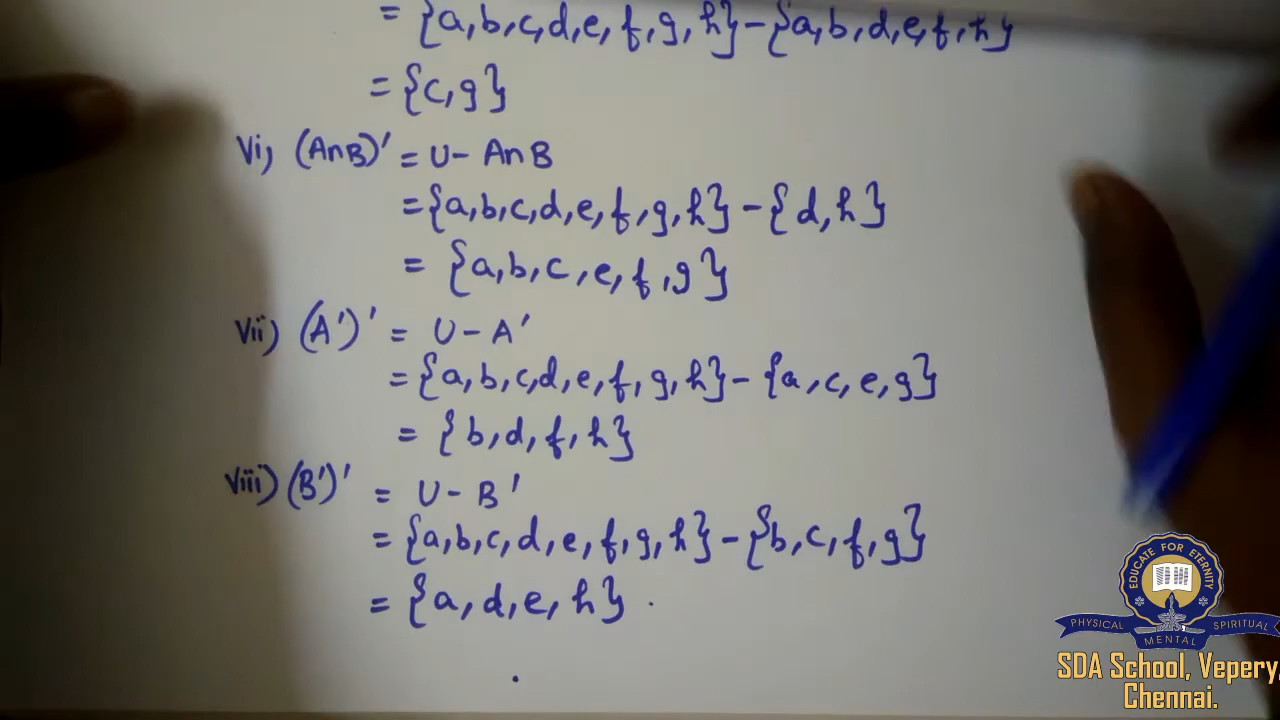 = {a,b,c,d,e,f,g,h} - {a,b,d,e,f,h}
= {c,g}
vi) (A∩B)' = U - A∩B
= {a,b,c,d,e,f,g,h} - {d,h}
= {a,b,c,e,f,g}
vii) (A')' = U - A'
= {a,b,c,d,e,f,g,h} - {a,c,e,g}
= {b,d,f,h}
viii) (B')' = U - B'
= {a,b,c,d,e,f,g,h} - {b,c,f,g}
= {a,d,e,h} .
EDUCATE FOR ETERNITY
PHYSICAL MENTAL SPIRITUAL
SDA School, Vepery,
Chennai.